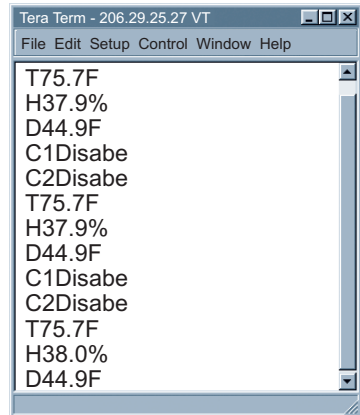 Tera Term - 206.29.25.27 VT
File Edit Setup Control Window Help
T75.7F
H37.9%
D44.9F
C1Disabe
C2Disabe
T75.7F
H37.9%
D44.9F
C1Disabe
C2Disabe
T75.7F
H38.0%
D44.9F